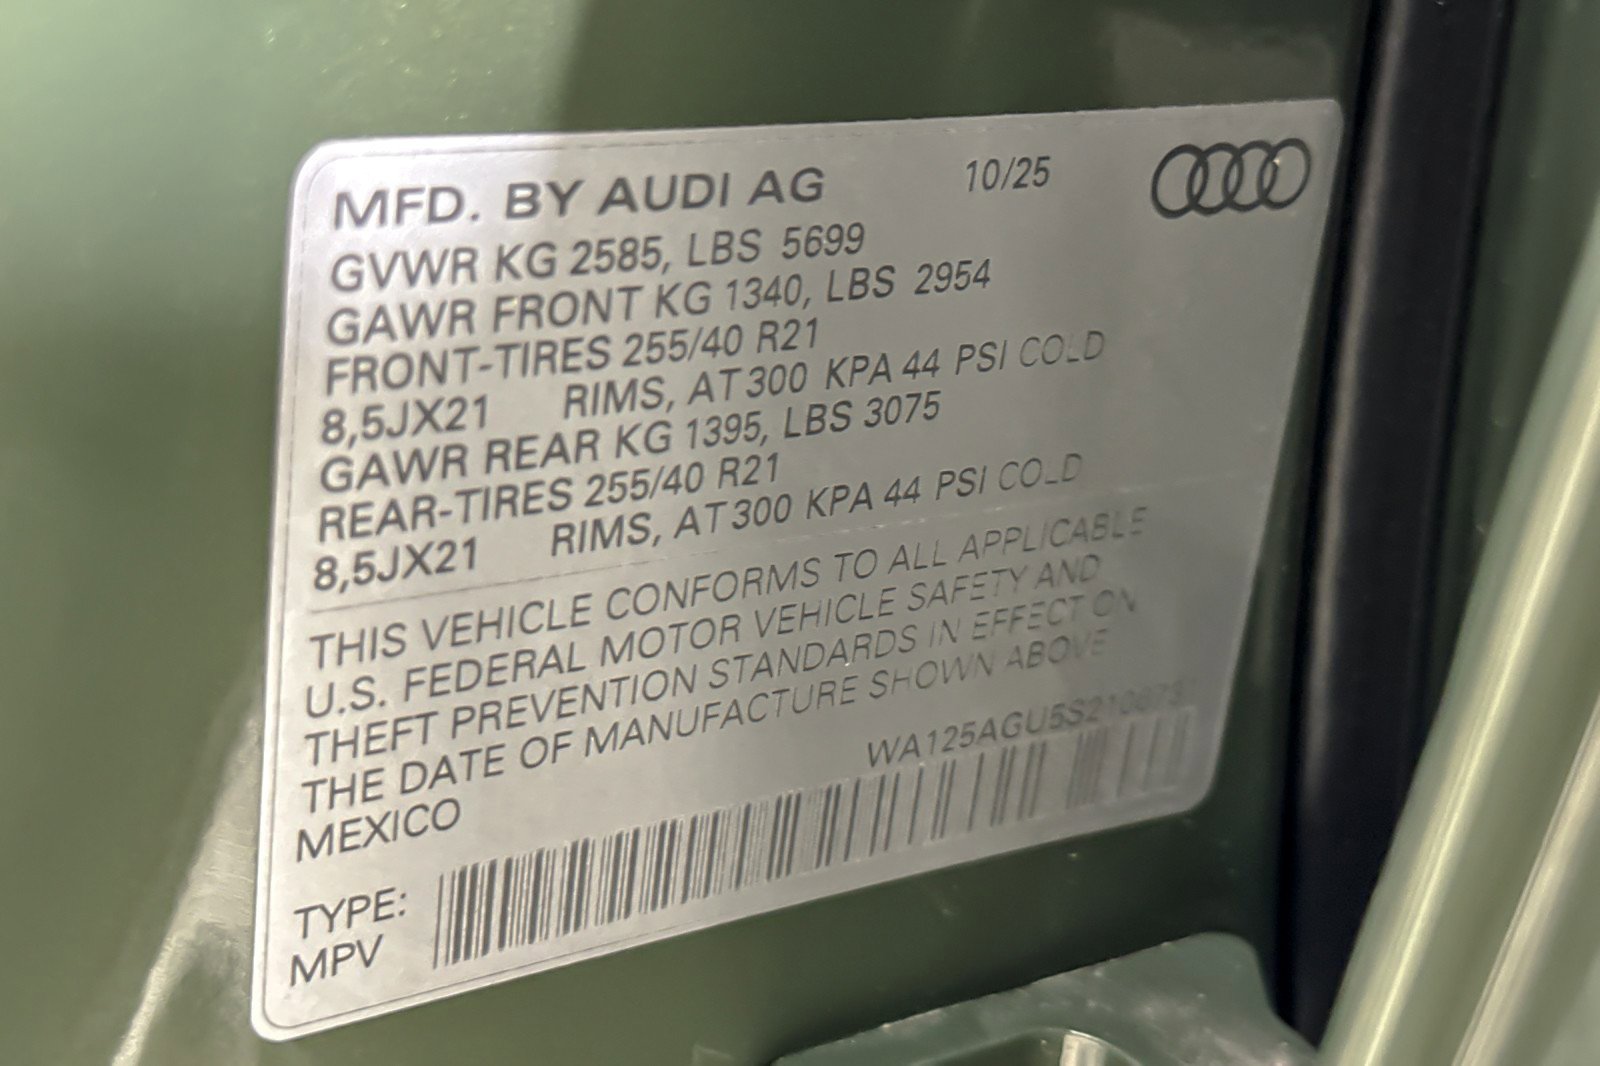 MFD. BY AUDI AG 10/25
GVWR KG 2585, LBS 5699
GAWR FRONT KG 1340, LBS 2954
FRONT-TIRES 255/40 R21
8,5JX21 RIMS, AT 300 KPA 44 PSI COLD
GAWR REAR KG 1395, LBS 3075
REAR-TIRES 255/40 R21
8,5JX21 RIMS, AT 300 KPA 44 PSI COLD
THIS VEHICLE CONFORMS TO ALL APPLICABLE
U.S. FEDERAL MOTOR VEHICLE SAFETY AND
THEFT PREVENTION STANDARDS IN EFFECT ON
THE DATE OF MANUFACTURE SHOWN ABOVE
MEXICO
TYPE:
MPV